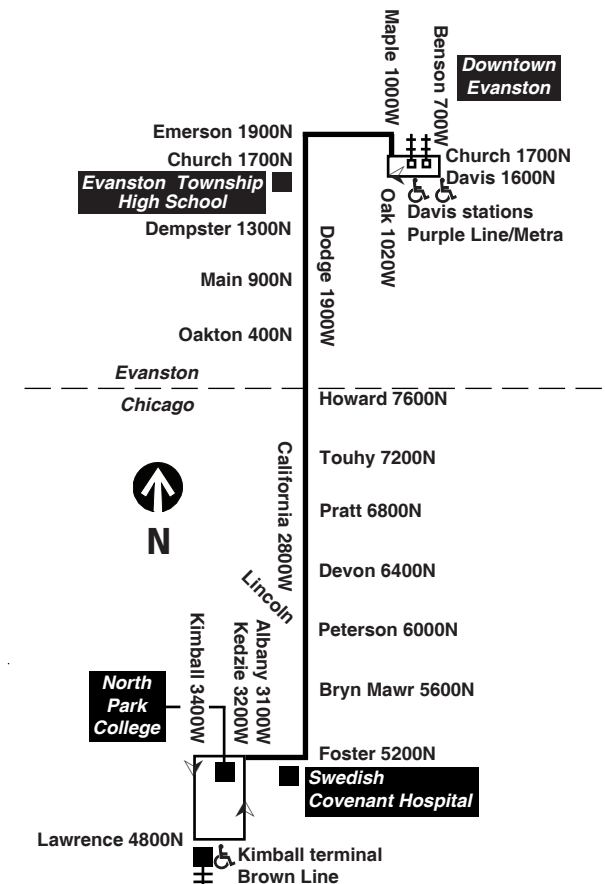 Maple 1000W
Benson 700W
Downtown
Evanston
Emerson 1900N
Church 1700N
Evanston Township
High School
Church 1700N
Davis 1600N
Oak 1020W
Davis stations
Purple Line/Metra
Dempster 1300N
Dodge 1900W
Main 900N
Oakton 400N
Evanston
Chicago
Howard 7600N
California 2800W
Touhy 7200N
Pratt 6800N
N
Devon 6400N
Lincoln
Peterson 6000N
Kimball 3400W
Kedzie 3200W
Albany 3100W
North
Park
College
Bryn Mawr 5600N
Foster 5200N
Swedish
Covenant Hospital
Lawrence 4800N
Kimball terminal
Brown Line